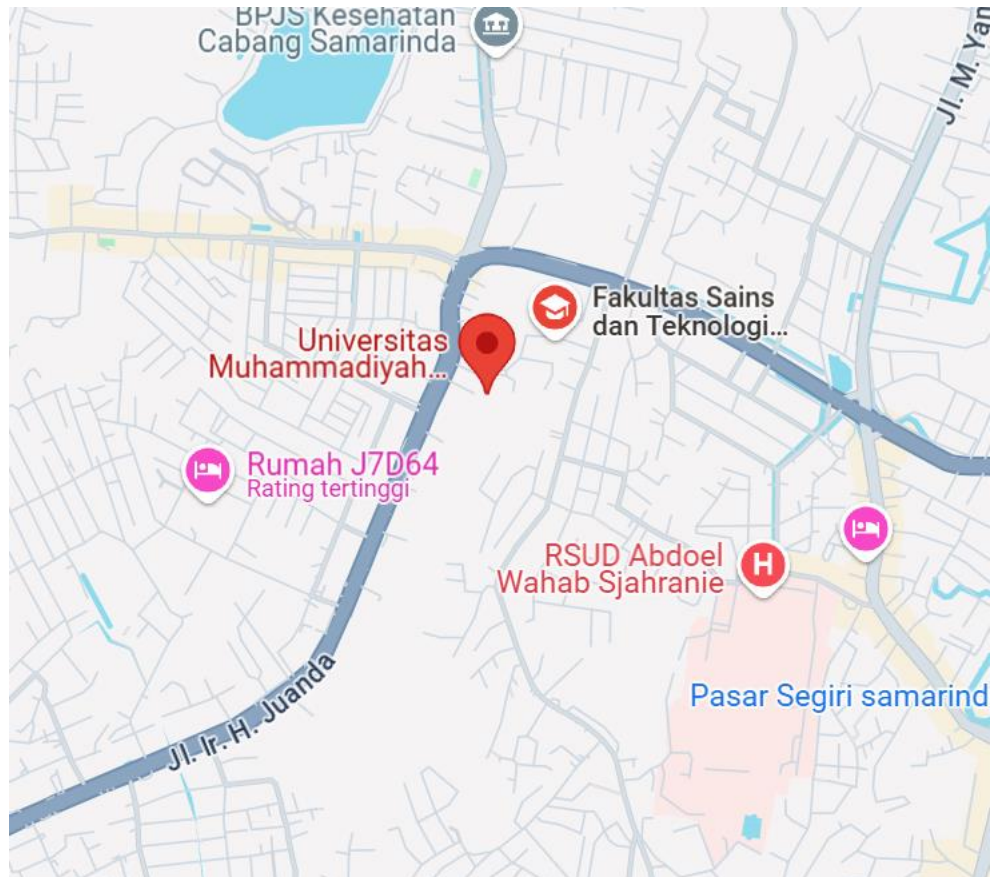 BPJS Kesehatan
Cabang Samarinda
Jl. M. Yan
Fakultas Sains
dan Teknologi...
Universitas
Muhammadiyah...
Rumah J7D64
Rating tertinggi
RSUD Abdoel
Wahab Sjahranie
H
Pasar Segiri samarind
Jl. Ir. H. Juanda